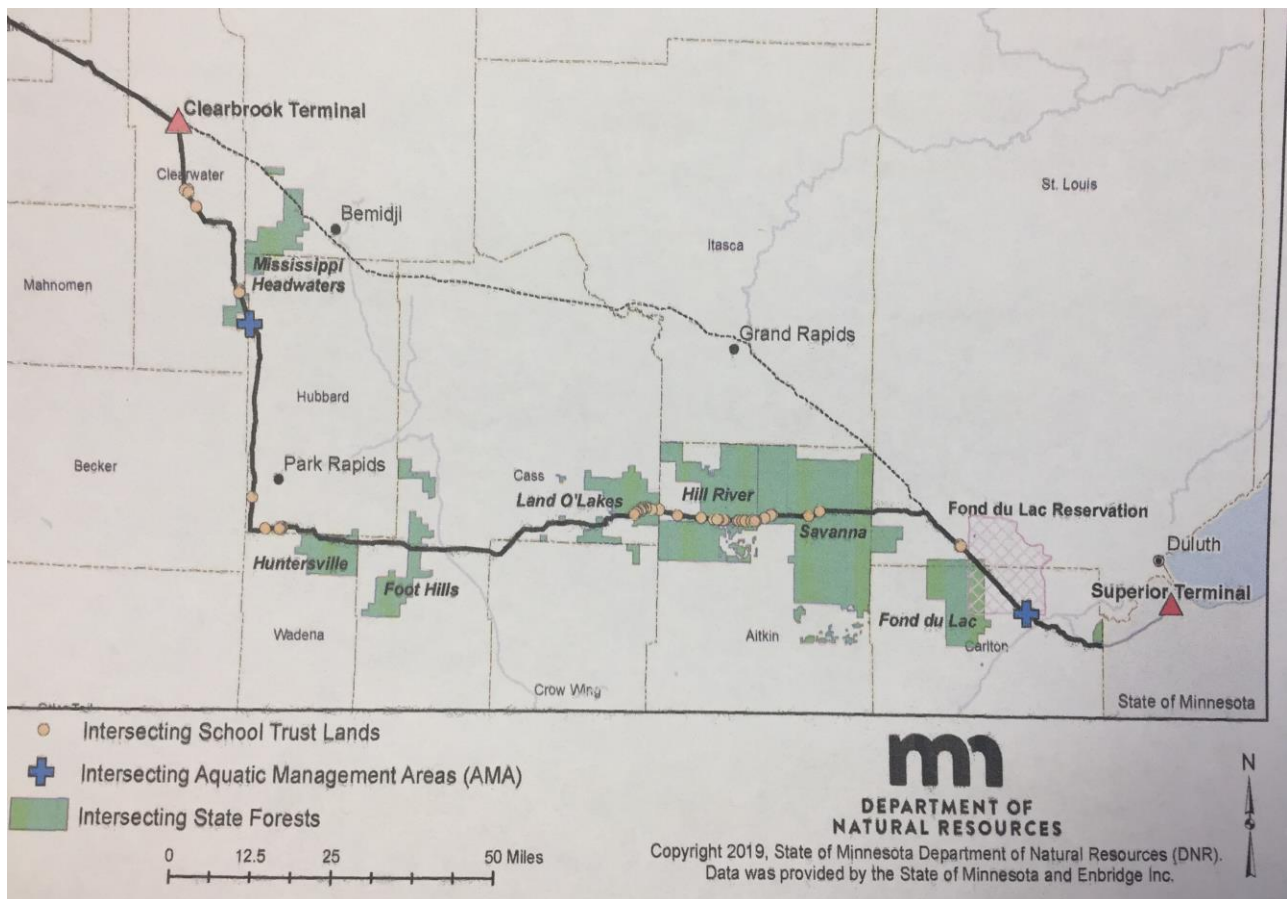 Clearbrook Terminal
Clearwater
St. Louis
Bemidji
Itasca
Mississippi
Headwaters
Mahnomen
Grand Rapids
Hubbard
Becker
Park Rapids
Cass
Land O'Lakes
Hill River
Fond du Lac Reservation
Savanna
Duluth
Huntersville
Foot Hills
Superior Terminal
Fond du Lac
Wadena
Aitkin
Carlton
Crow Wing
State of Minnesota
Intersecting School Trust Lands
Intersecting Aquatic Management Areas (AMA)
Intersecting State Forests
0 12.5 25 50 Miles
mn
DEPARTMENT OF
NATURAL RESOURCES
Copyright 2019, State of Minnesota Department of Natural Resources (DNR).
Data was provided by the State of Minnesota and Enbridge Inc.
N